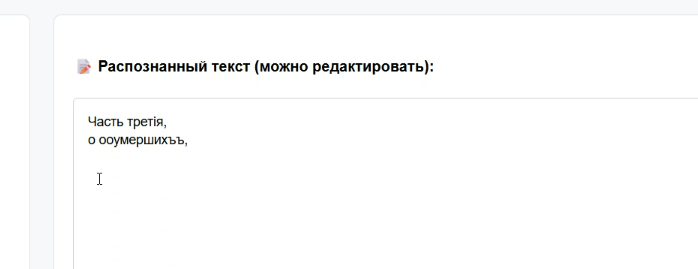 Распознанный текст (можно редактировать):
Часть третія,
о ооумершихъъ,